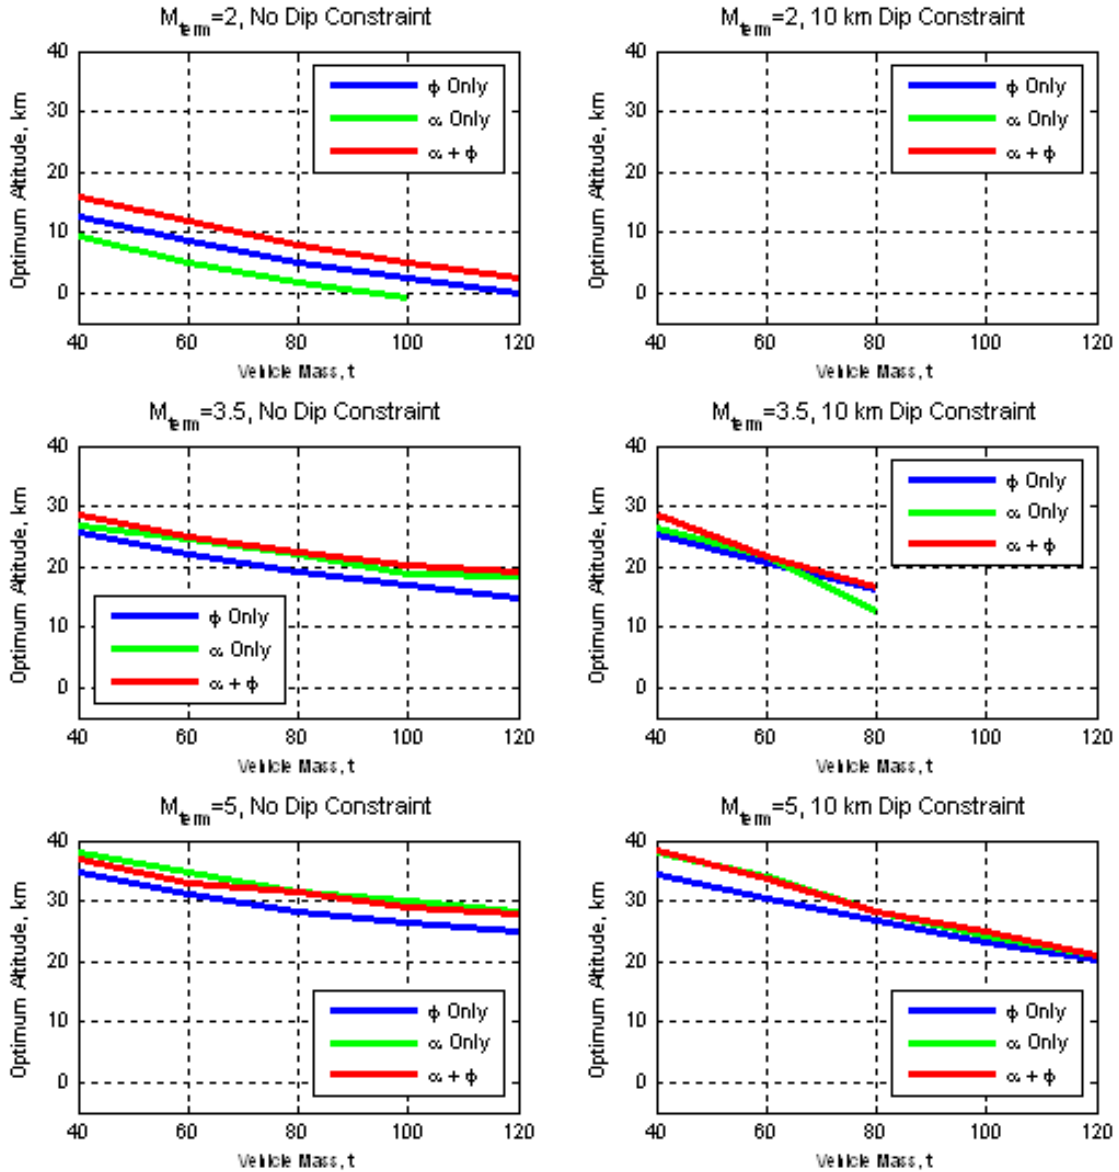 M_term=2, No Dip Constraint
Optimum Altitude, km
40
30
20
10
0
φ Only
α Only
α + φ
40 60 80 100 120
Vehicle Mass, t
M_term=2, 10 km Dip Constraint
Optimum Altitude, km
40
30
20
10
0
φ Only
α Only
α + φ
40 60 80 100 120
Vehicle Mass, t
M_term=3.5, No Dip Constraint
Optimum Altitude, km
40
30
20
10
0
φ Only
α Only
α + φ
40 60 80 100 120
Vehicle Mass, t
M_term=3.5, 10 km Dip Constraint
Optimum Altitude, km
40
30
20
10
0
φ Only
α Only
α + φ
40 60 80 100 120
Vehicle Mass, t
M_term=5, No Dip Constraint
Optimum Altitude, km
40
30
20
10
0
φ Only
α Only
α + φ
40 60 80 100 120
Vehicle Mass, t
M_term=5, 10 km Dip Constraint
Optimum Altitude, km
40
30
20
10
0
φ Only
α Only
α + φ
40 60 80 100 120
Vehicle Mass, t